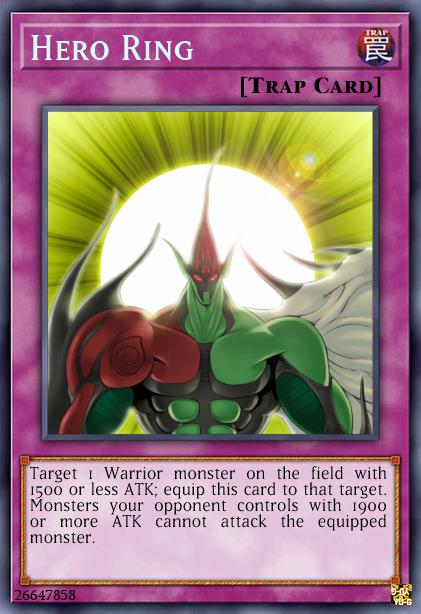 Hero Ring
TRAP
罠
[Trap Card]
Target 1 Warrior monster on the field with
1500 or less ATK; equip this card to that target.
Monsters your opponent controls with 1900
or more ATK cannot attack the equipped
monster.
26647858